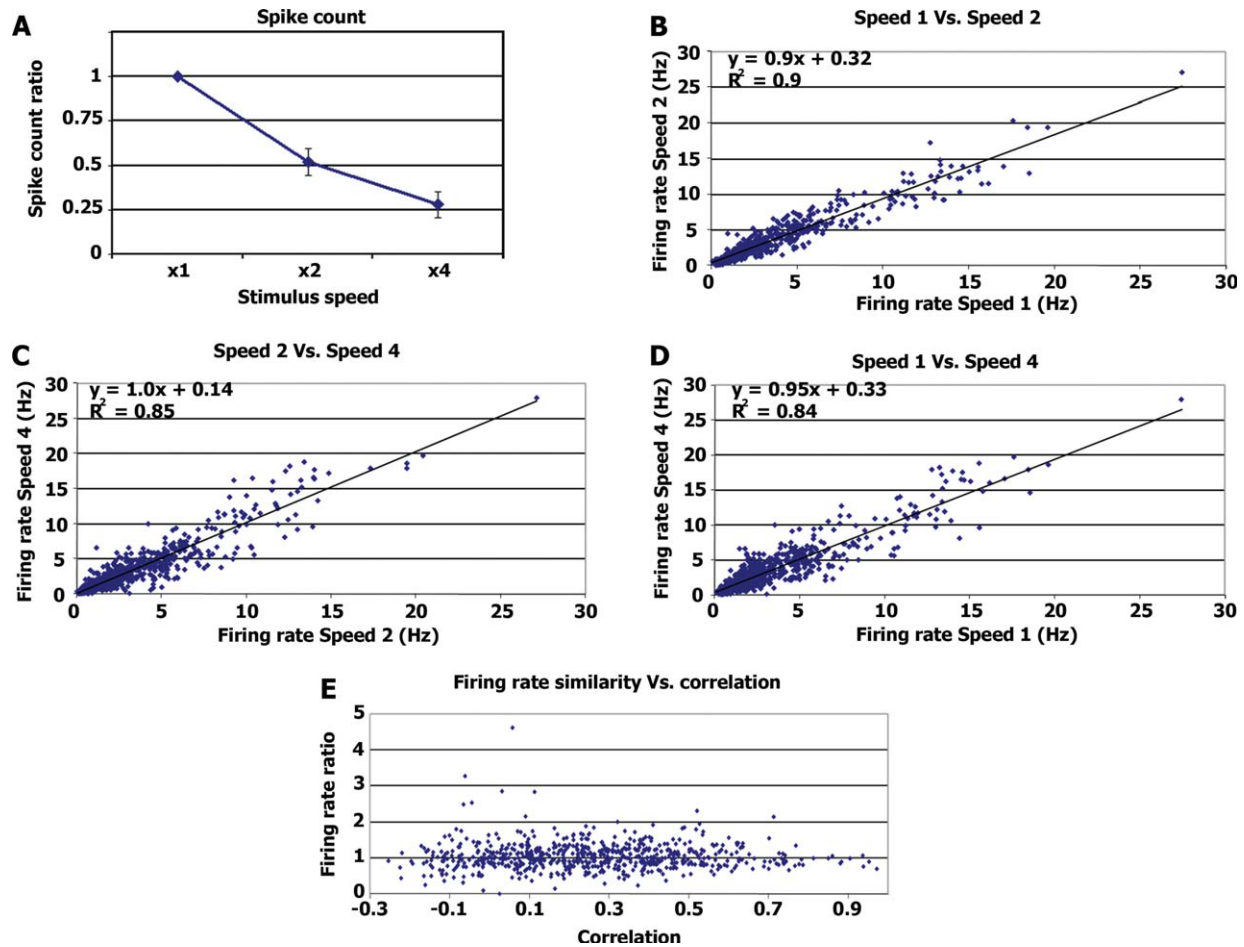 A
Spike count
Spike count ratio
1
0.75
0.5
0.25
0
x1
x2
x4
Stimulus speed
B
Speed 1 Vs. Speed 2
y = 0.9x + 0.32
R² = 0.9
Firing rate Speed 2 (Hz)
30
25
20
15
10
5
0
0
5
10
15
20
25
30
Firing rate Speed 1 (Hz)
C
Speed 2 Vs. Speed 4
y = 1.0x + 0.14
R² = 0.85
Firing rate Speed 4 (Hz)
30
25
20
15
10
5
0
0
5
10
15
20
25
30
Firing rate Speed 2 (Hz)
D
Speed 1 Vs. Speed 4
y = 0.95x + 0.33
R² = 0.84
Firing rate Speed 4 (Hz)
30
25
20
15
10
5
0
0
5
10
15
20
25
30
Firing rate Speed 1 (Hz)
E
Firing rate similarity Vs. correlation
Firing rate ratio
5
4
3
2
1
0
-0.3
-0.1
0.1
0.3
0.5
0.7
0.9
Correlation